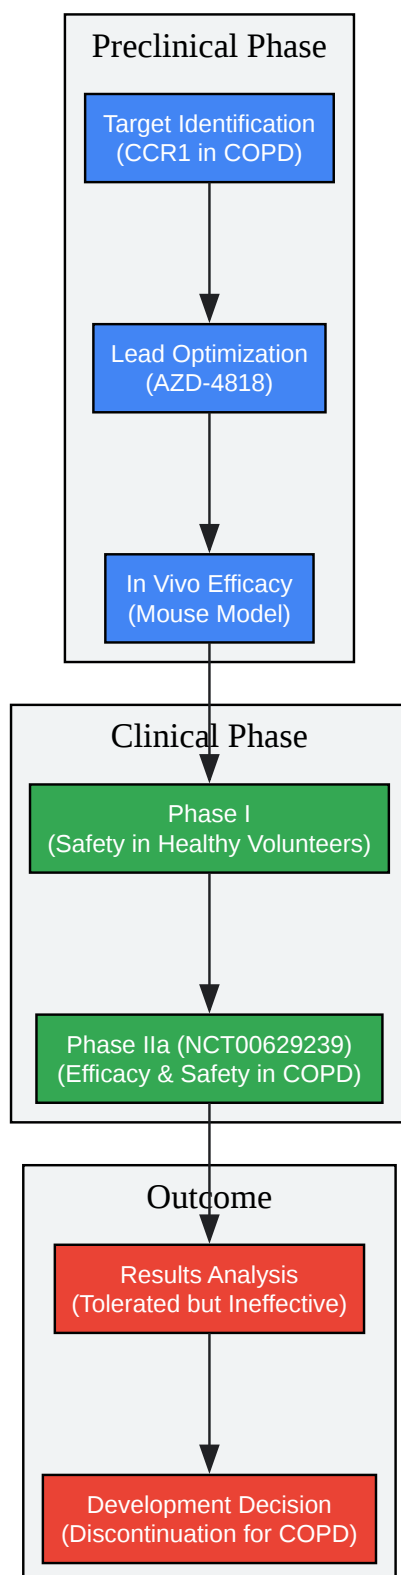 Preclinical Phase
Target Identification
(CCR1 in COPD)
Lead Optimization
(AZD-4818)
In Vivo Efficacy
(Mouse Model)
Clinical Phase
Phase I
(Safety in Healthy Volunteers)
Phase IIa (NCT00629239)
(Efficacy & Safety in COPD)
Outcome
Results Analysis
(Tolerated but Ineffective)
Development Decision
(Discontinuation for COPD)